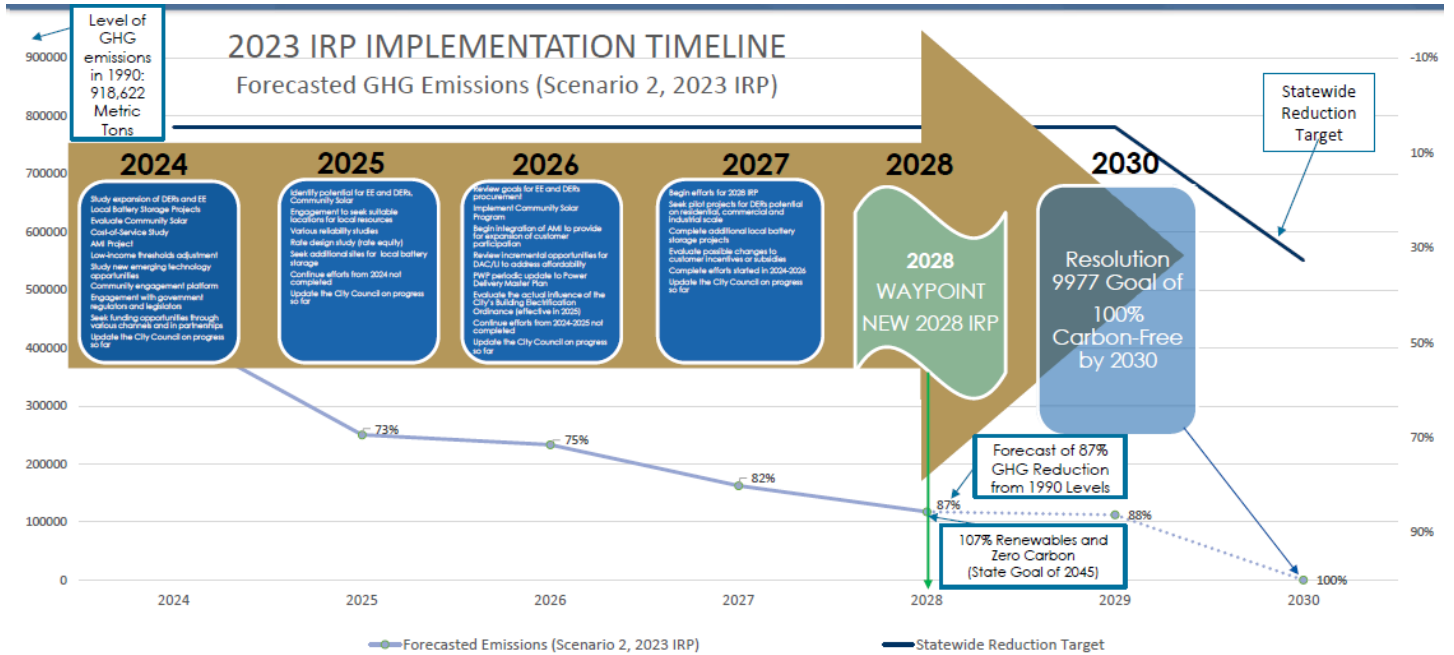 Level of
GHG
emissions
in 1990:
918,622
Metric
Tons
2023 IRP IMPLEMENTATION TIMELINE
Forecasted GHG Emissions (Scenario 2, 2023 IRP)
Statewide
Reduction
Target
900000
800000
700000
600000
500000
400000
300000
200000
100000
0
-10%
10%
30%
50%
70%
90%
2024
Study expansion of DERs and EE
Local Battery Storage Projects
Evaluate Community Solar
Cost-of-Service Study
AMI Project
Low-income thresholds adjustment
Study new emerging technology
opportunities
Community engagement platform
Engagement with government
regulators and legislators
Seek funding opportunities through
various channels and in partnerships
Update the City Council on progress
so far
2025
Identify potential for EE and DERs,
Community Solar
Engagement to seek suitable
locations for local resources
Various reliability studies
Rate design study (rate equity)
Seek additional sites for local battery
storage
Continue efforts from 2024 not
completed
Update the City Council on progress
so far
2026
Review goals for EE and DERs
procurement
Implement Community Solar
Program
Begin integration of AMI to provide
for expansion of customer
participation
Review incremental opportunities for
DAC/LI to address affordability
PWP periodic update to Power
Delivery Master Plan
Evaluate the actual influence of the
City's Building Electrification
Ordinance (effective in 2025)
Continue efforts from 2024-2025 not
completed
Update the City Council on progress
so far
2027
Begin efforts for 2028 IRP
Seek pilot projects for DERs potential
on residential, commercial and
industrial scale
Complete additional local battery
storage projects
Evaluate possible changes to
customer incentives or subsidies
Complete efforts started in 2024-2026
Update the City Council on progress
so far
2028
2028
WAYPOINT
NEW 2028 IRP
2030
Resolution
9977 Goal of
100%
Carbon-Free
by 2030
73%
75%
82%
87%
88%
100%
Forecast of 87%
GHG Reduction
from 1990 Levels
107% Renewables and
Zero Carbon
(State Goal of 2045)
2024
2025
2026
2027
2028
2029
2030
Forecasted Emissions (Scenario 2, 2023 IRP)
Statewide Reduction Target